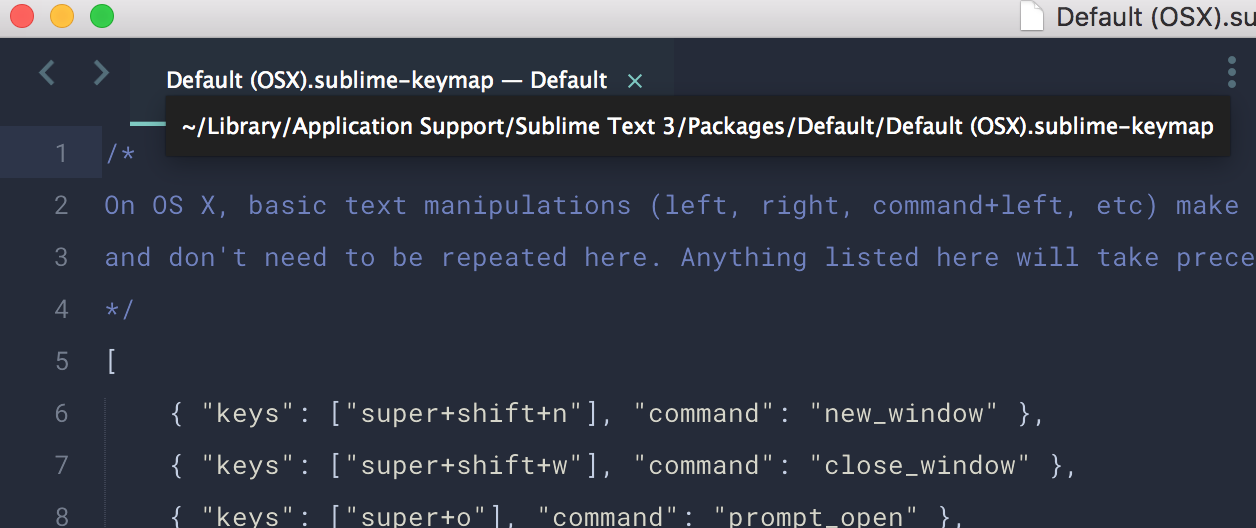 Default (OSX).su
Default (OSX).sublime-keymap — Default ×
~/Library/Application Support/Sublime Text 3/Packages/Default/Default (OSX).sublime-keymap
1 /*
2 On OS X, basic text manipulations (left, right, command+left, etc) make
3 and don't need to be repeated here. Anything listed here will take prece
4 */
5 [
6 { "keys": ["super+shift+n"], "command": "new_window" },
7 { "keys": ["super+shift+w"], "command": "close_window" },
8 { "keys": ["super+o"], "command": "prompt_open" },